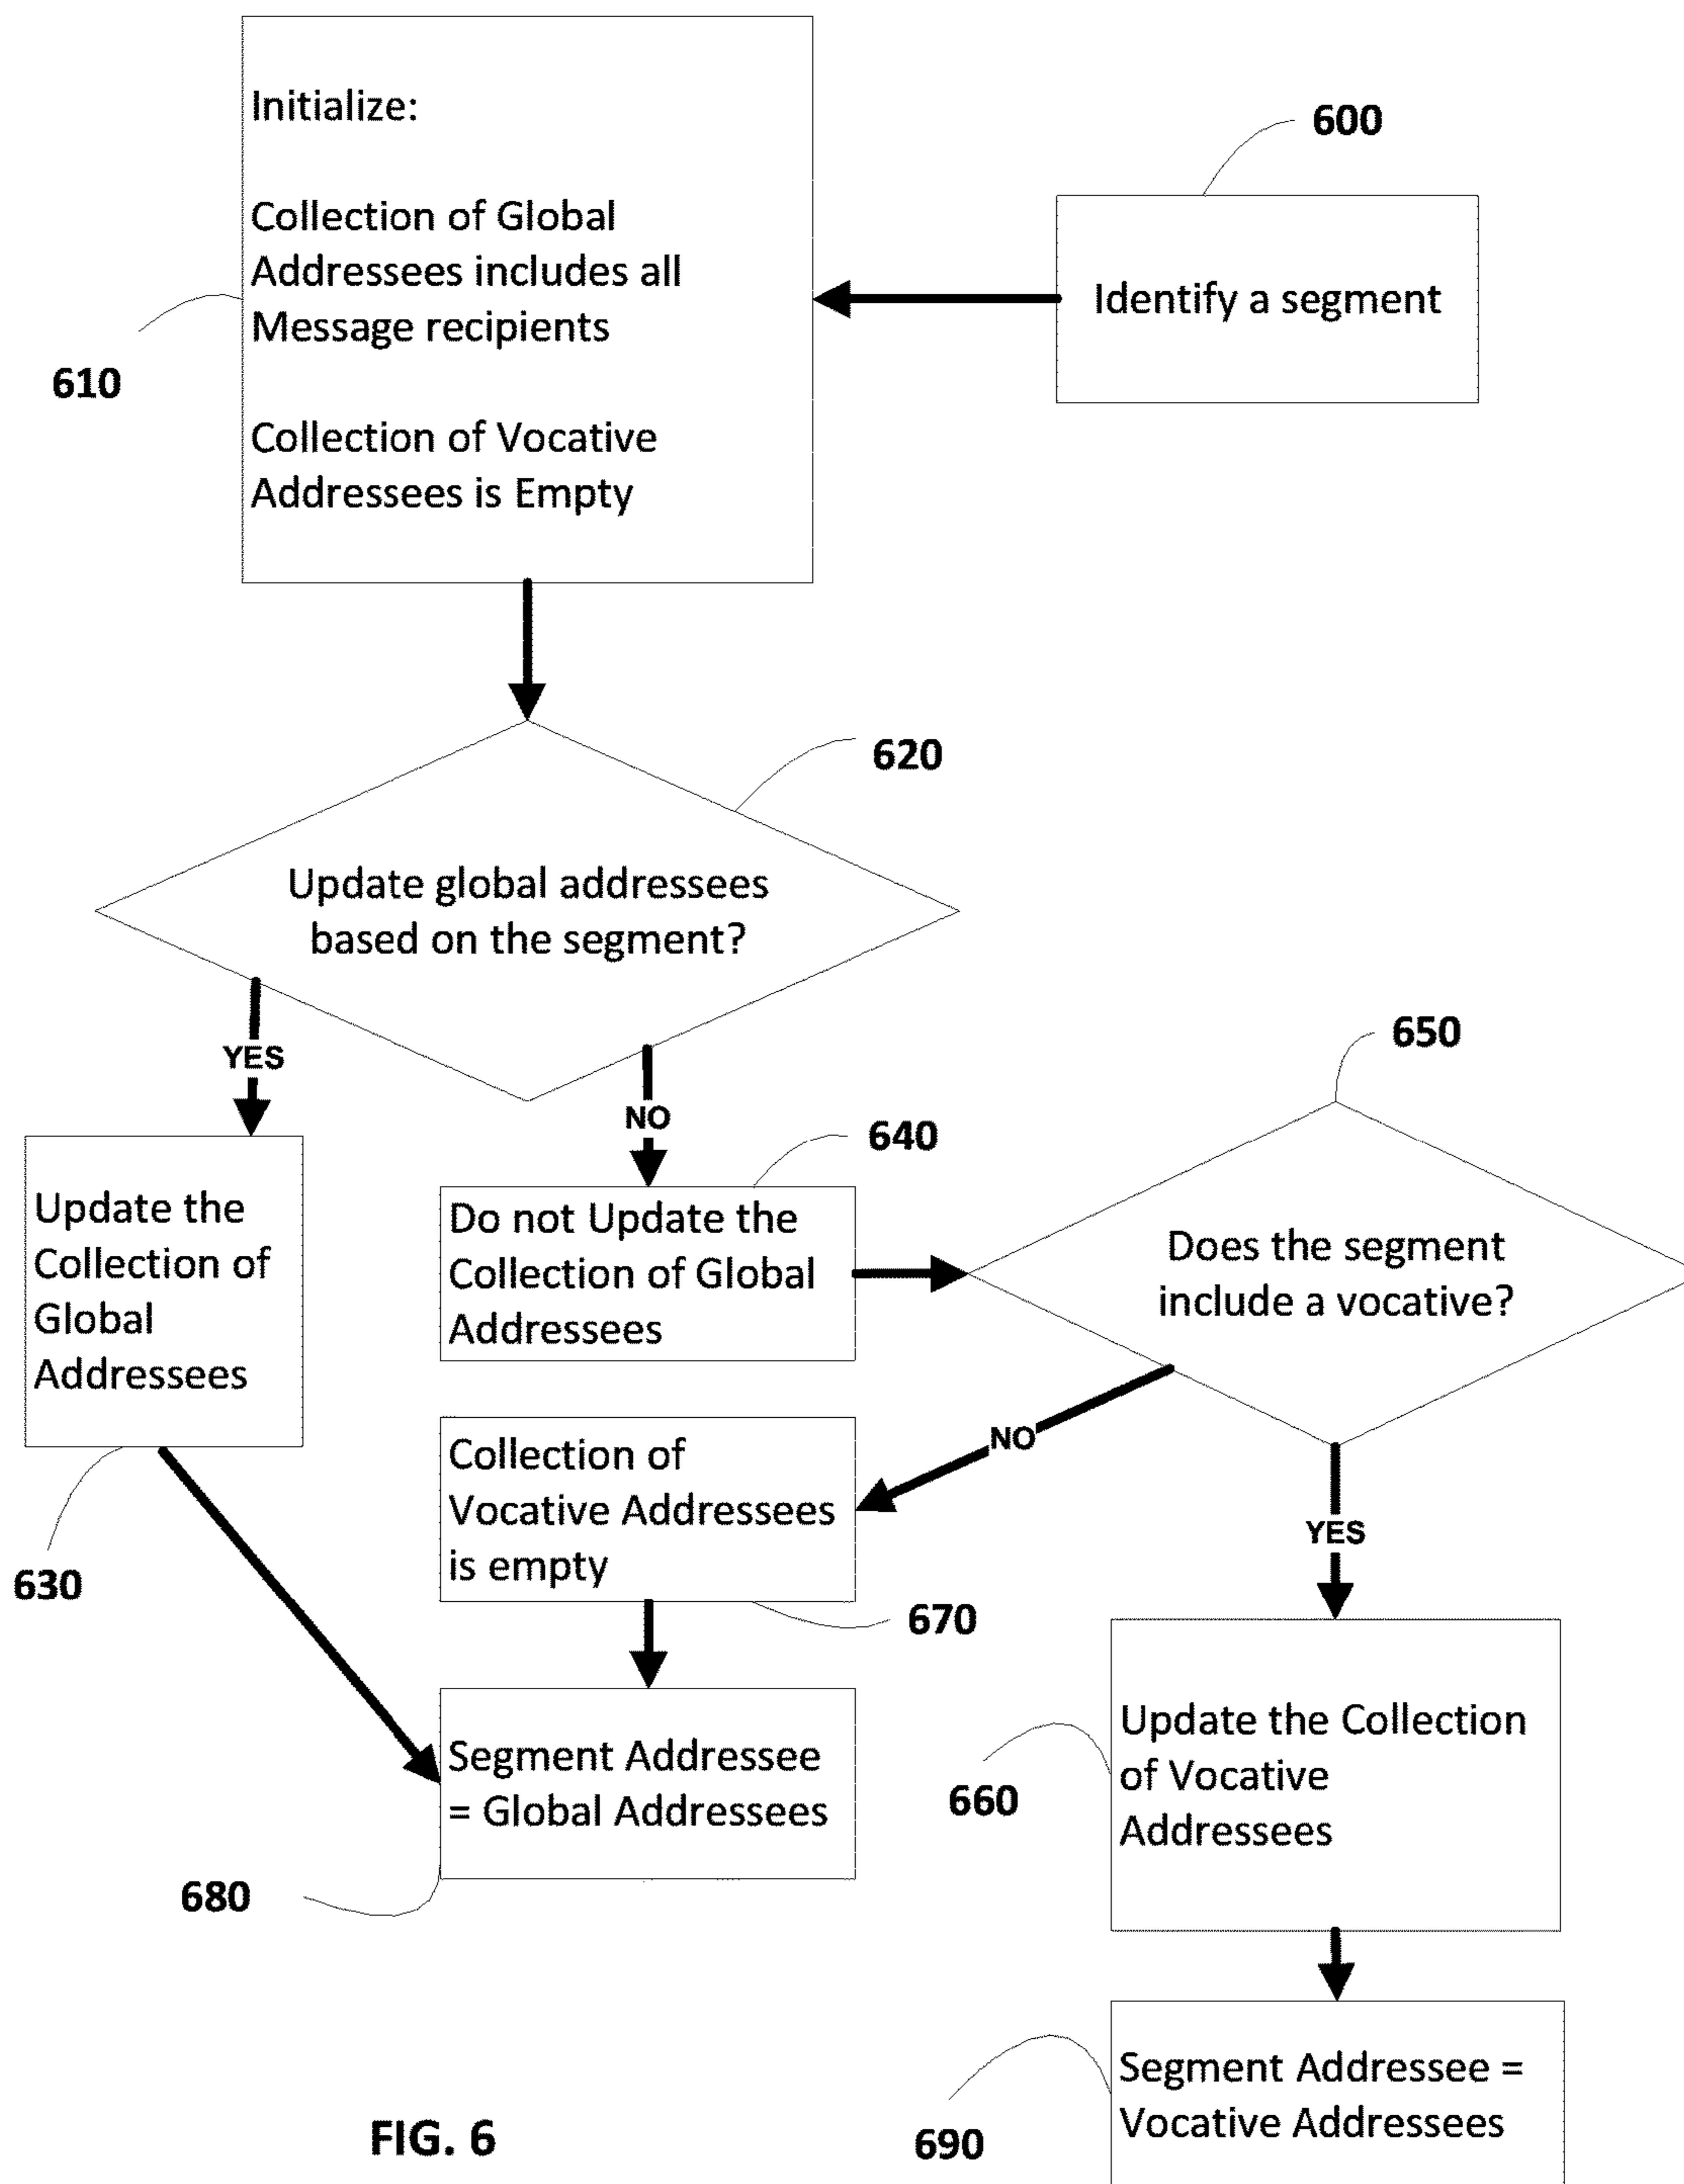 Initialize:
Collection of Global
Addressees includes all
Message recipients
Collection of Vocative
Addressees is Empty
610
600
Identify a segment
620
Update global addressees
based on the segment?
YES
NO
Update the
Collection of
Global
Addressees
630
640
Do not Update the
Collection of Global
Addressees
650
Does the segment
include a vocative?
NO
YES
Collection of
Vocative Addressees
is empty
670
Segment Addressee
= Global Addressees
680
Update the Collection
of Vocative
Addressees
660
Segment Addressee =
Vocative Addressees
690
FIG. 6